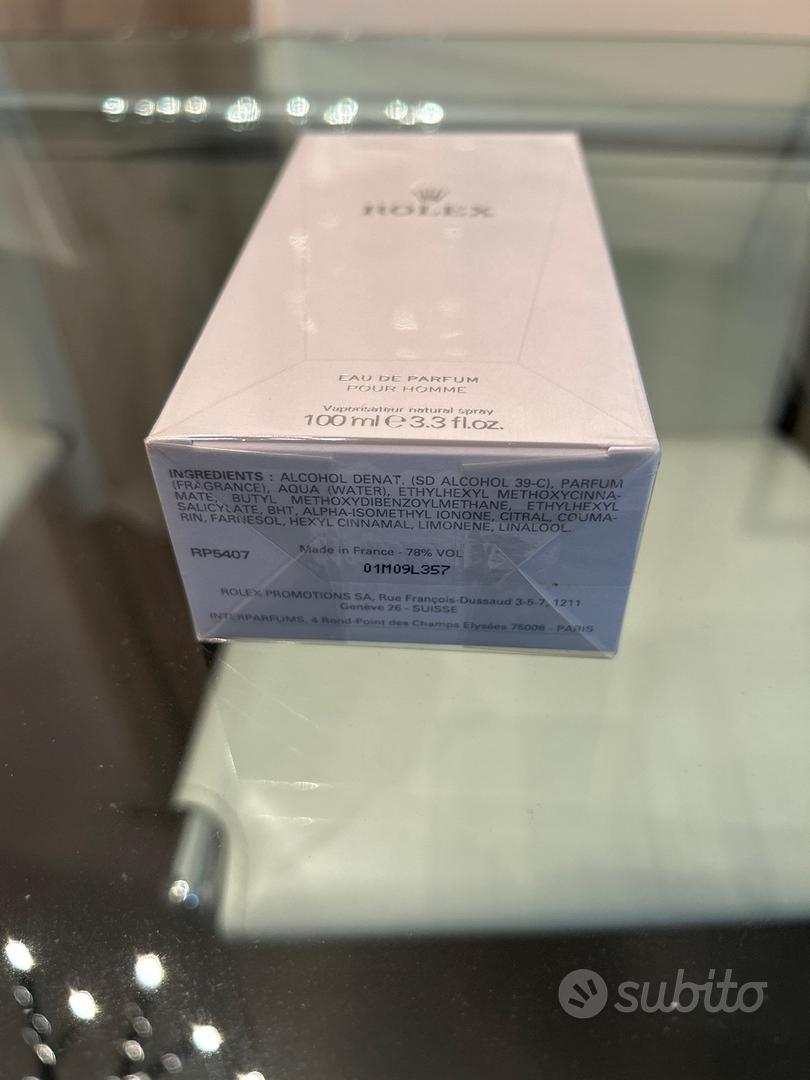 ROLEX
EAU DE PARFUM
POUR HOMME
Vaporisateur natural spray
100 ml e 3.3 fl.oz.
INGREDIENTS : ALCOHOL DENAT. (SD ALCOHOL 39-C), PARFUM
(FRAGRANCE), AQUA (WATER), ETHYLHEXYL METHOXYCINNA-
MATE, BUTYL METHOXYDIBENZOYLMETHANE, ETHYLHEXYL
SALICYLATE, BHT, ALPHA-ISOMETHYL IONONE, CITRAL, COUMA-
RIN, FARNESOL, HEXYL CINNAMAL, LIMONENE, LINALOOL.
RP5407
Made in France - 78% VOL
01M09L357
ROLEX PROMOTIONS SA, Rue François-Dussaud 3-5-7, 1211
Genève 26 - SUISSE
INTERPARFUMS, 4 Rond-Point des Champs Elysées 75008 - PARIS
subito